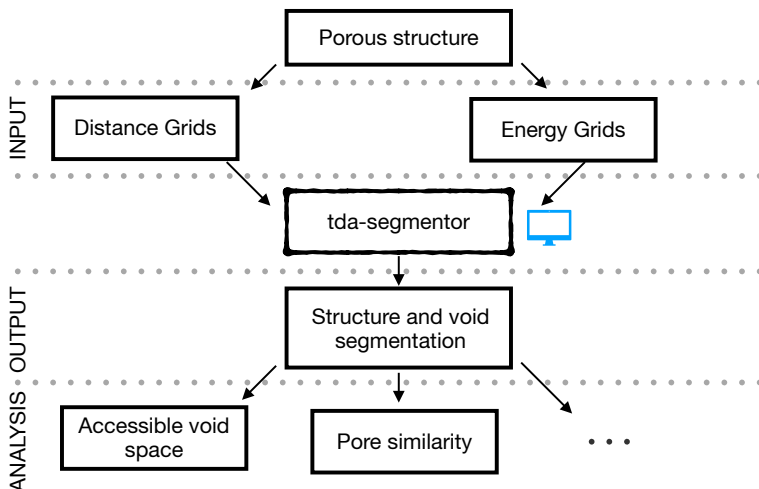 Porous structure
INPUT
Distance Grids
Energy Grids
tda-segmentor
OUTPUT
Structure and void
segmentation
ANALYSIS
Accessible void
space
Pore similarity
. . .